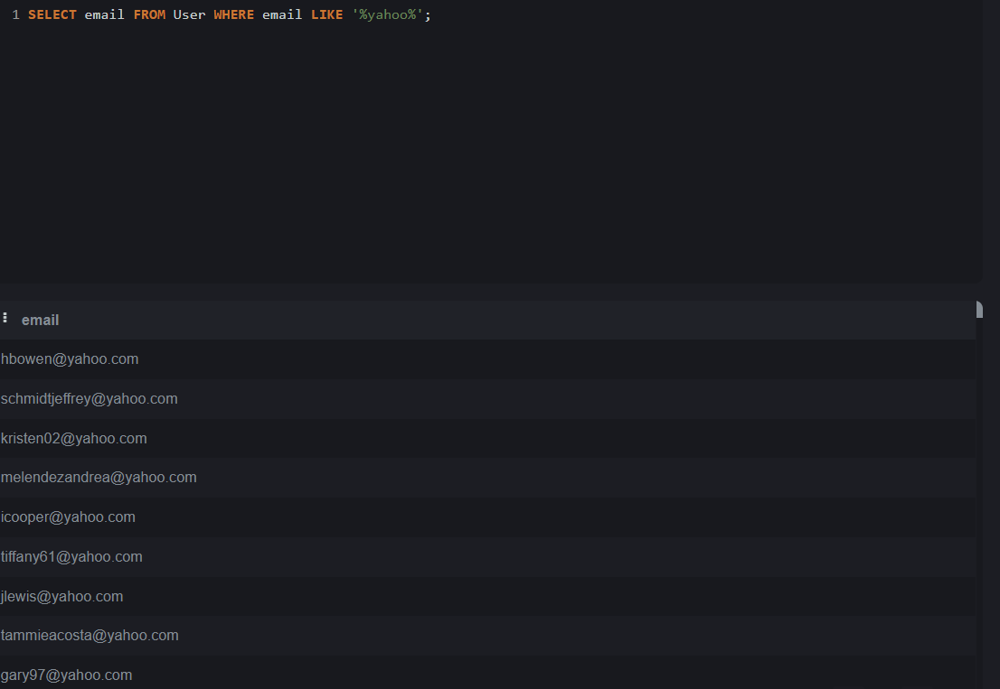 1 SELECT email FROM User WHERE email LIKE '%yahoo%';
email
hbowen@yahoo.com
schmidtjeffrey@yahoo.com
kristen02@yahoo.com
melendezandrea@yahoo.com
icooper@yahoo.com
tiffany61@yahoo.com
jlewis@yahoo.com
tammieacosta@yahoo.com
gary97@yahoo.com